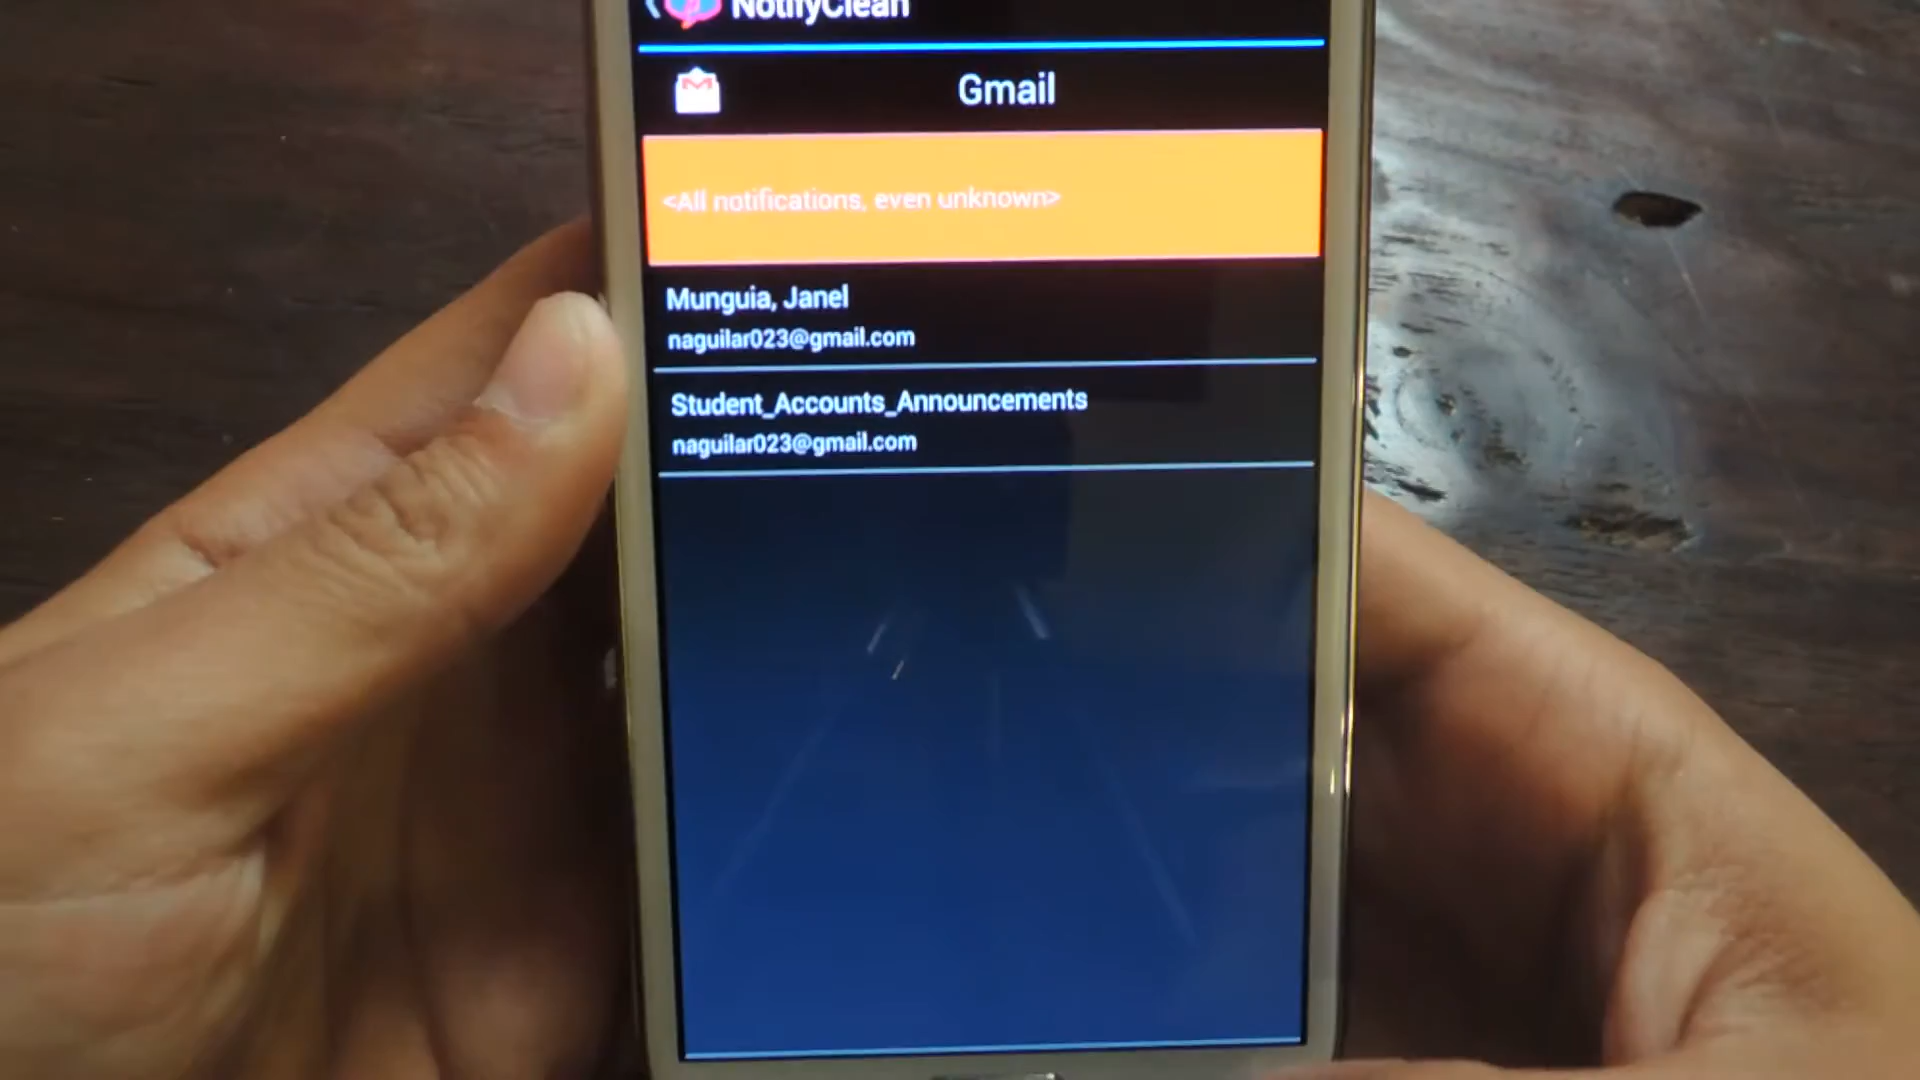 NotifyClean
Gmail
<All notifications, even unknown>
Munguia, Janel
naguilar023@gmail.com
Student_Accounts_Announcements
naguilar023@gmail.com